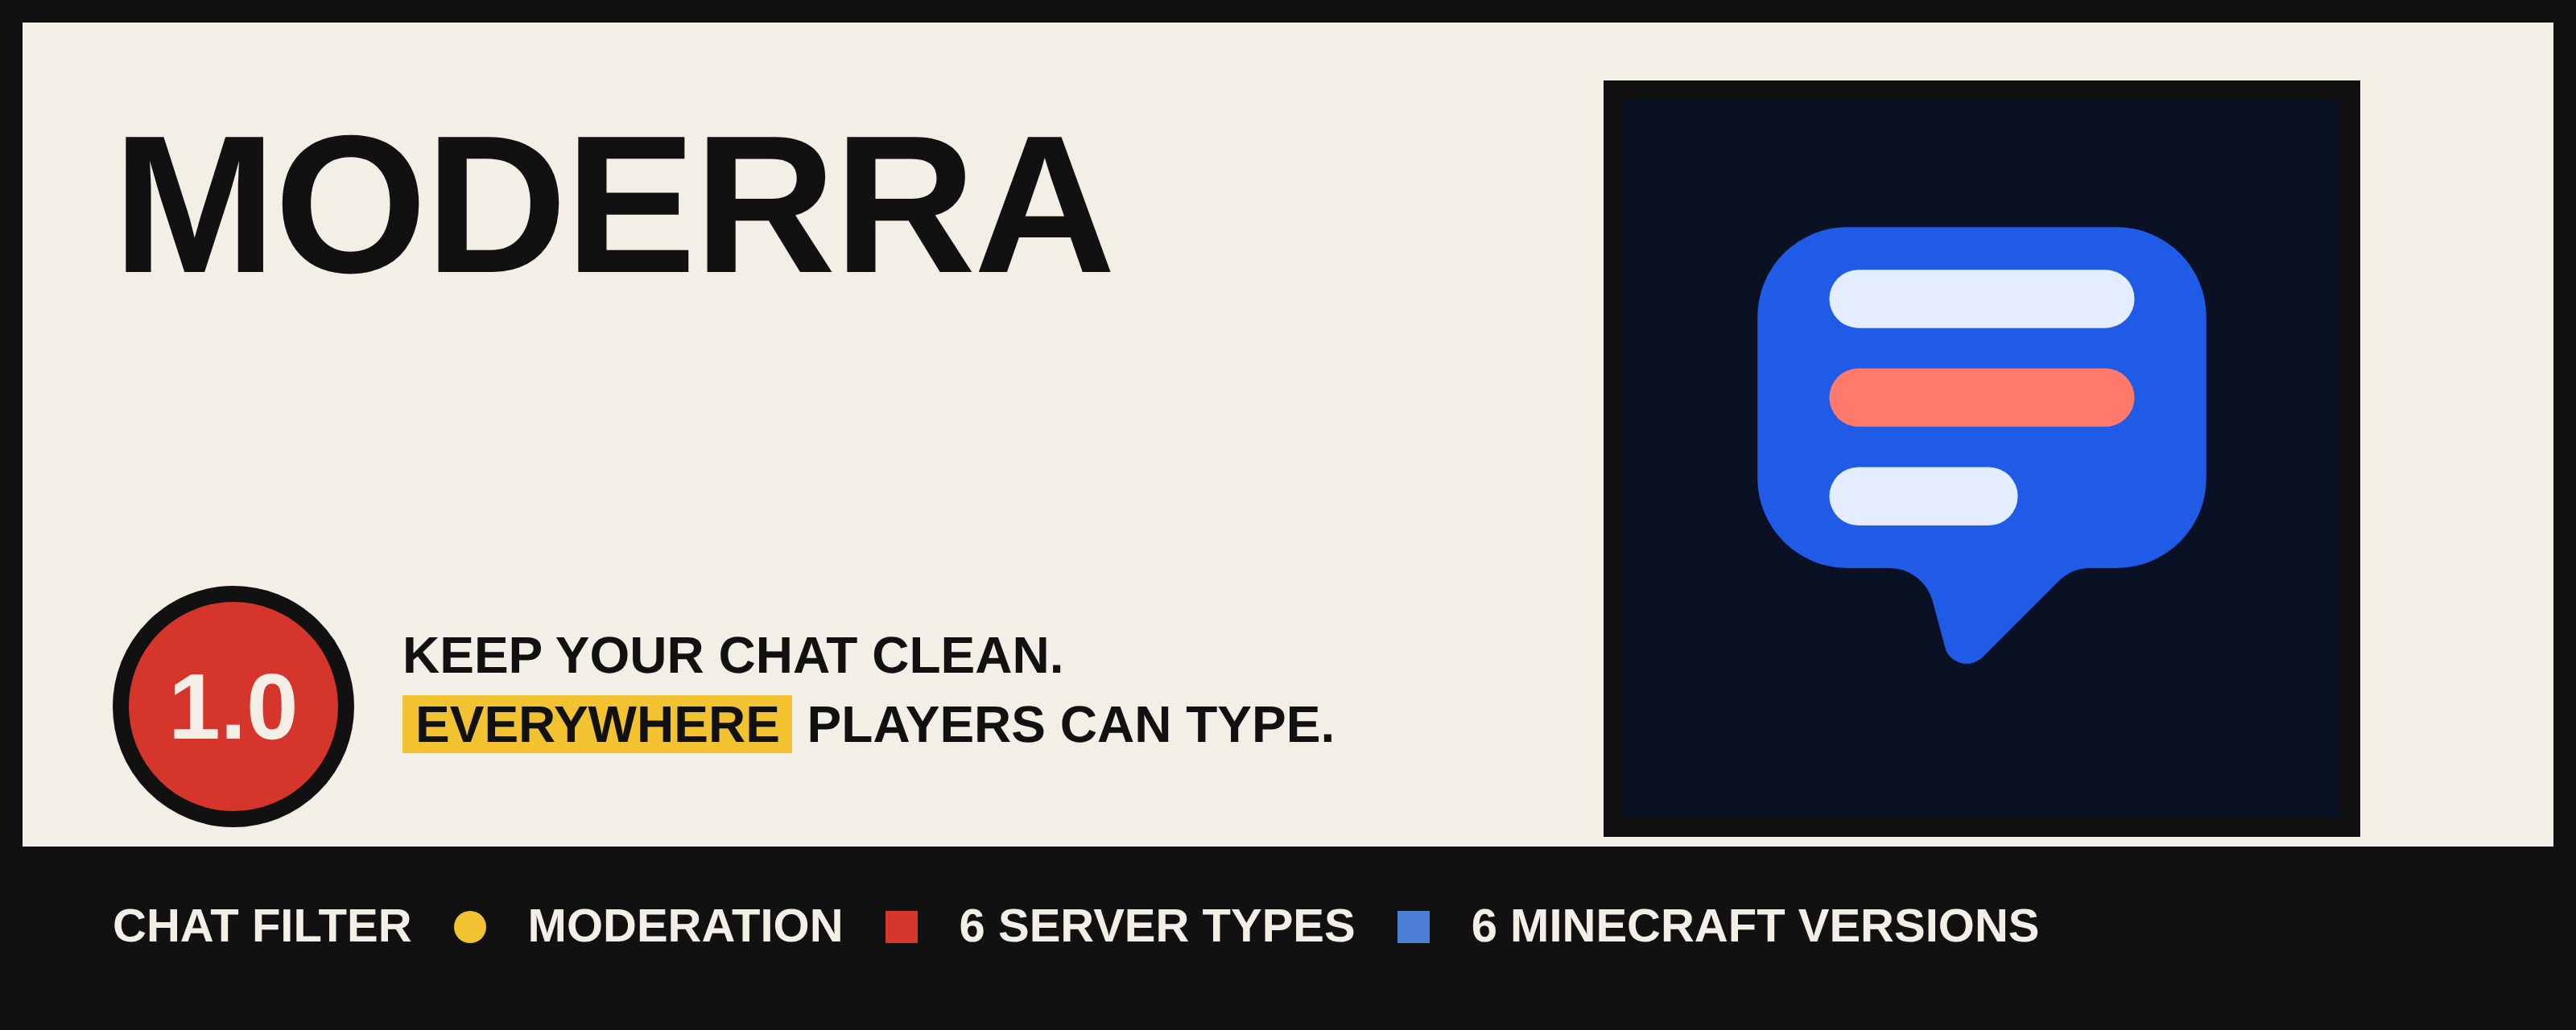 MODERRA
1.0
KEEP YOUR CHAT CLEAN.
EVERYWHERE PLAYERS CAN TYPE.
CHAT FILTER MODERATION 6 SERVER TYPES 6 MINECRAFT VERSIONS